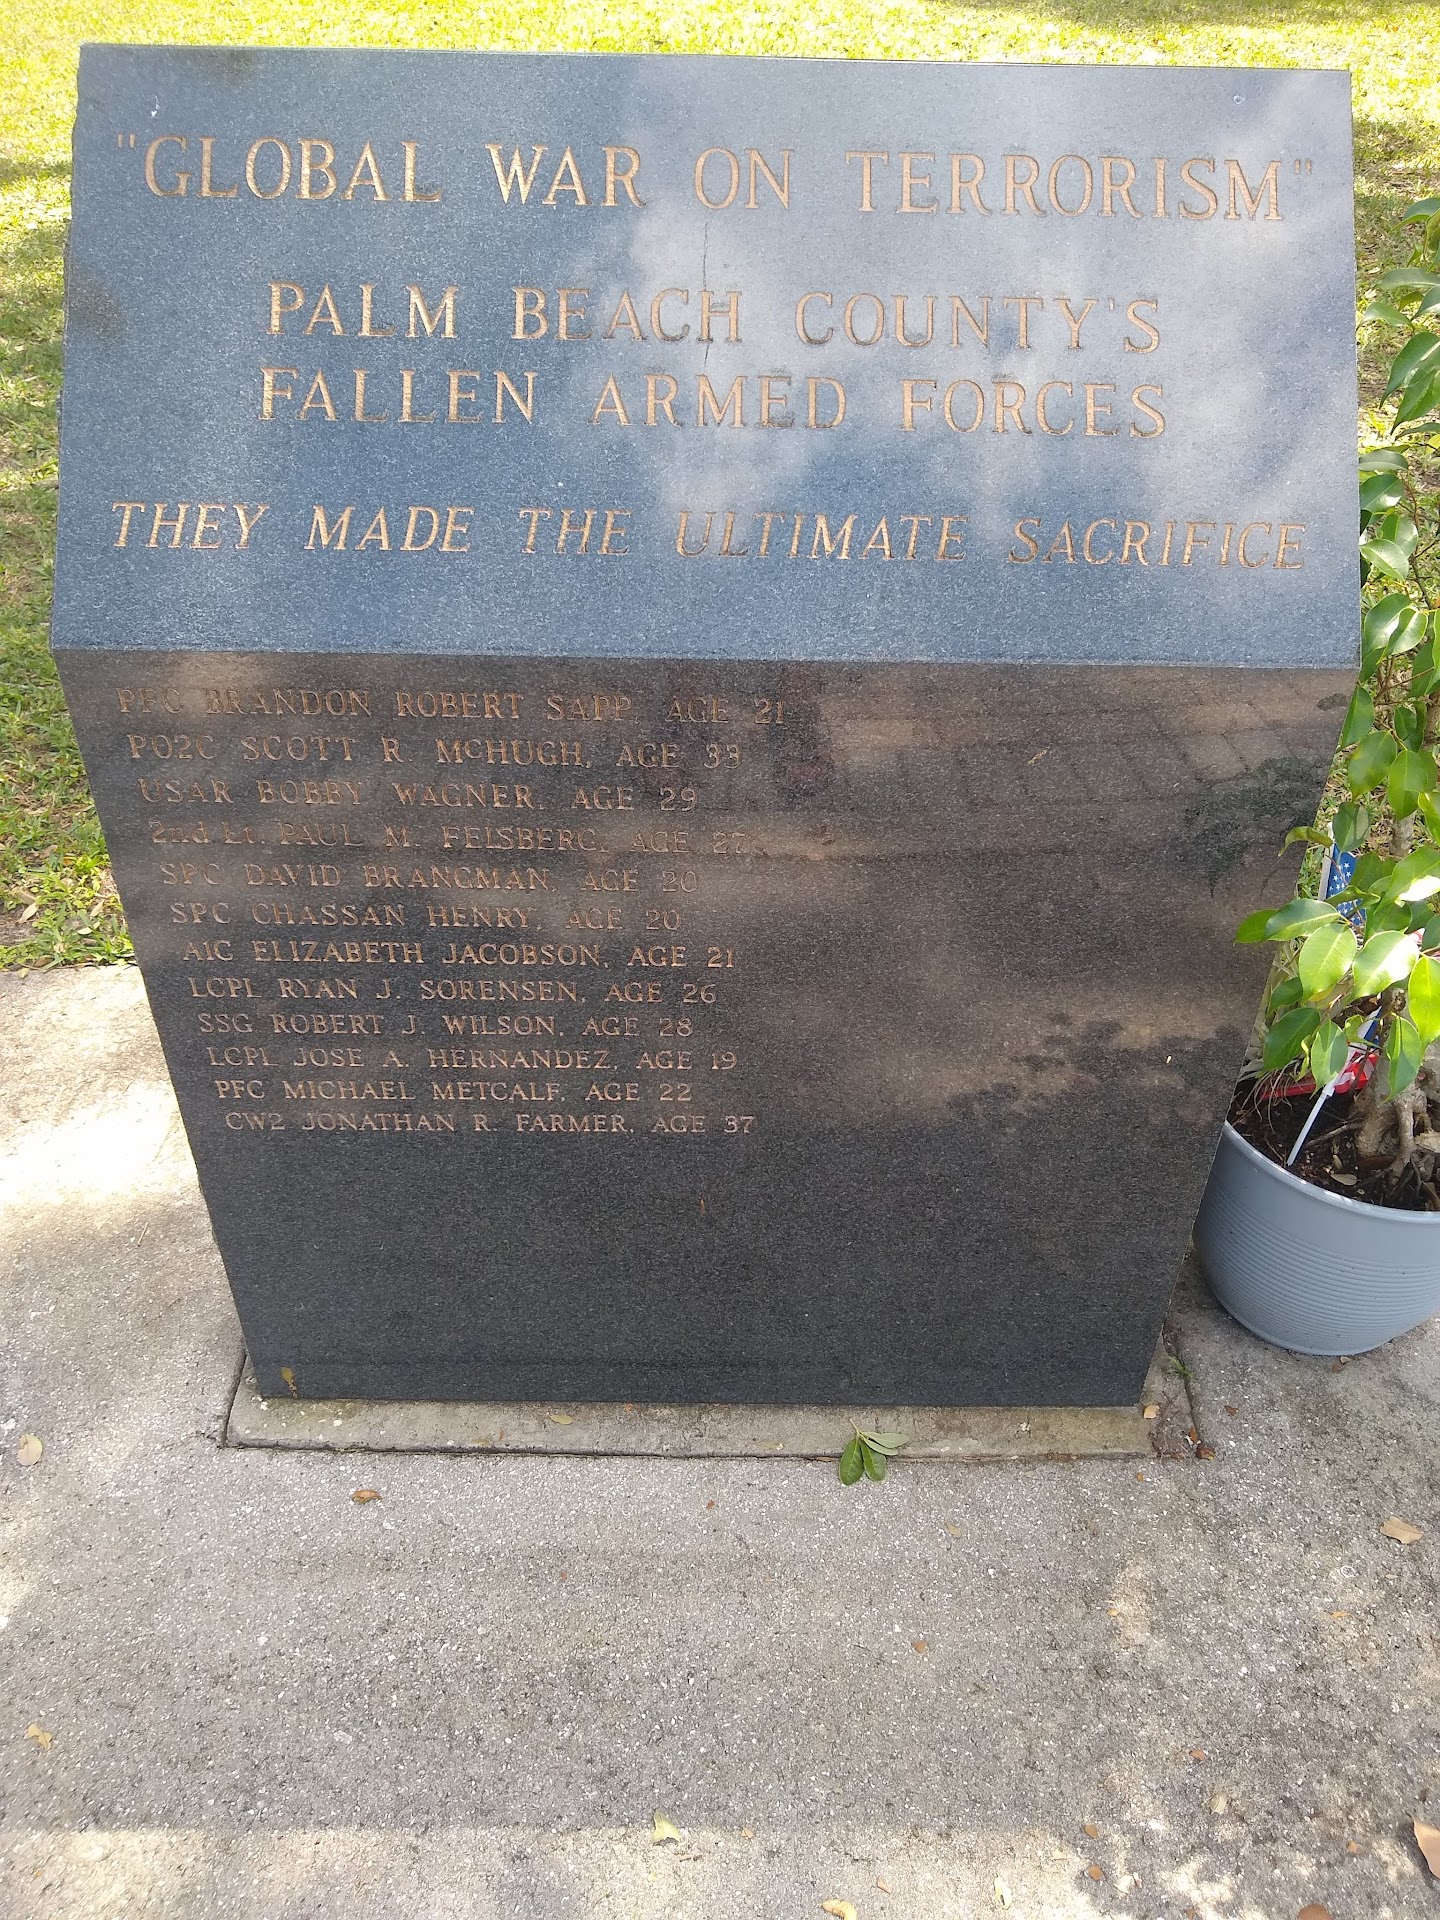 "GLOBAL WAR ON TERRORISM"
PALM BEACH COUNTY'S
FALLEN ARMED FORCES
THEY MADE THE ULTIMATE SACRIFICE
PFC BRANDON ROBERT SAPP, AGE 21
PO2C SCOTT R. McHUGH, AGE 33
USAR BOBBY WAGNER, AGE 29
2nd Lt. PAUL M. FELSBERG, AGE 27
SPC DAVID BRANGMAN, AGE 20
SPC CHASSAN HENRY, AGE 20
A1C ELIZABETH JACOBSON, AGE 21
LCPL RYAN J. SORENSEN, AGE 26
SSG ROBERT J. WILSON, AGE 28
LCPL JOSE A. HERNANDEZ, AGE 19
PFC MICHAEL METCALF, AGE 22
CW2 JONATHAN R. FARMER, AGE 37